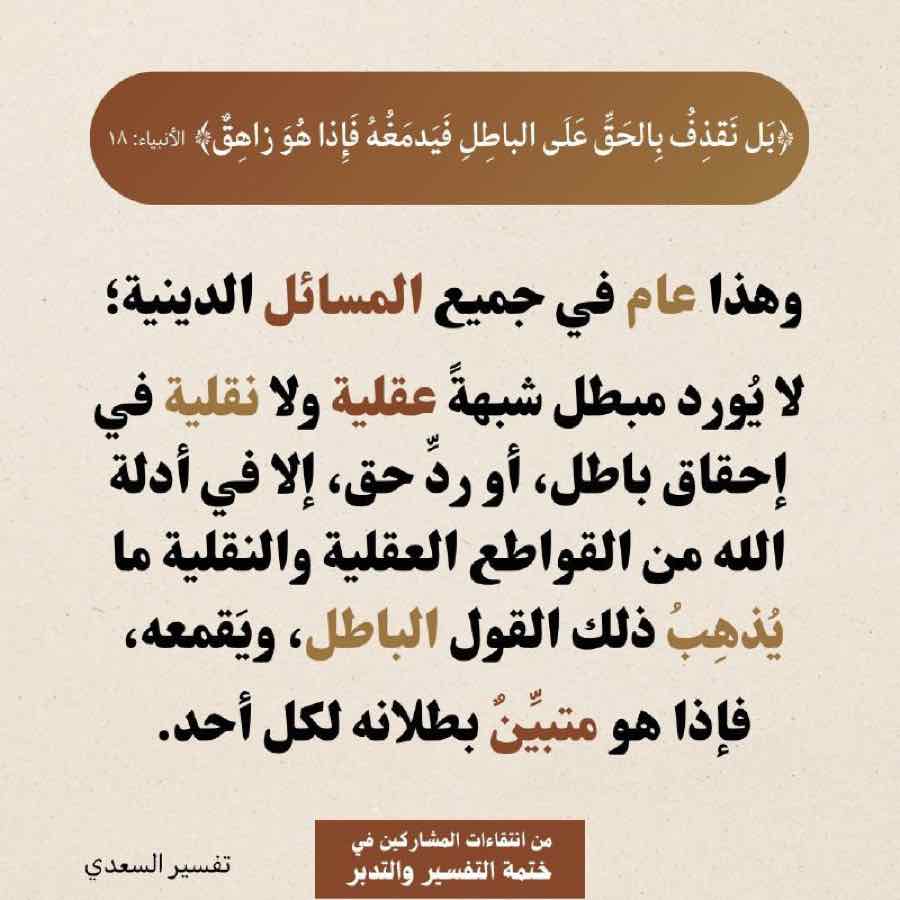 ﴿بَل نَقذِفُ بِالحَقِّ عَلَى الباطِلِ فَيَدمَغُهُ فَإِذا هُوَ زاهِقٌ﴾ الأنبياء: ١٨
وهذا عام في جميع المسائل الدينية؛
لا يُورد مبطل شبهةً عقلية ولا نقلية في
إحقاق باطل، أو ردِّ حق، إلا في أدلة
الله من القواطع العقلية والنقلية ما
يُذهِبُ ذلك القول الباطل، ويَقمعه،
فإذا هو متبيِّنٌ بطلانه لكل أحد.
من انتقاءات المشاركين في
ختمة التفسير والتدبر
تفسير السعدي